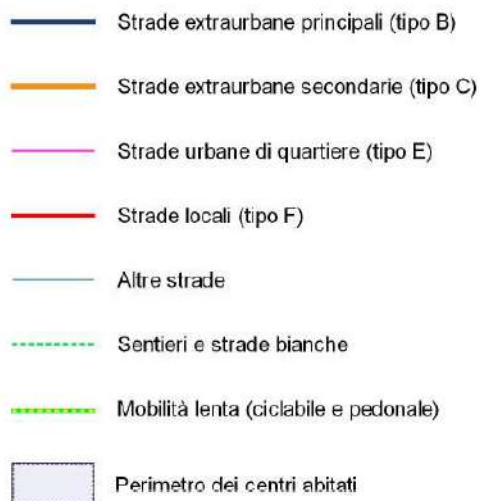 Strade extraurbane principali (tipo B)
Strade extraurbane secondarie (tipo C)
Strade urbane di quartiere (tipo E)
Strade locali (tipo F)
Altre strade
Sentieri e strade bianche
Mobilità lenta (ciclabile e pedonale)
Perimetro dei centri abitati